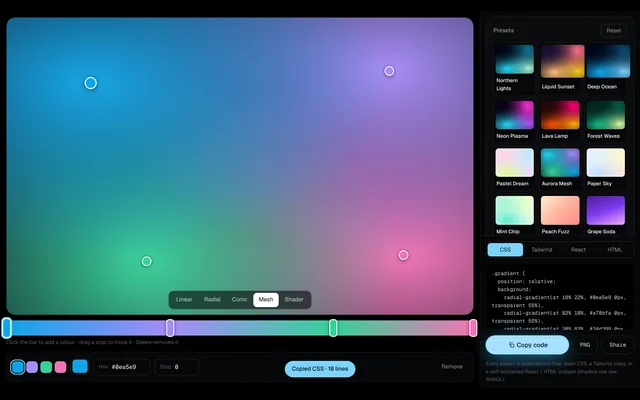 Presets
Reset
Northern
Lights
Liquid Sunset
Deep Ocean
Neon Plasma
Lava Lamp
Forest Waves
Pastel Dream
Aurora Mesh
Paper Sky
Mint Chip
Peach Fuzz
Grape Soda
Linear
Radial
Conic
Mesh
Shader
Click the bar to add a colour · drag a stop to move it · Delete removes it
Hex #0ea5e9
Stop 0
Copied CSS · 18 lines
Remove
CSS
Tailwind
React
HTML
.gradient {
position: relative;
background:
radial-gradient(at 18% 22%, #0ea5e9 0px,
transparent 55%),
radial-gradient(at 82% 18%, #a78bfa 0px,
transparent 55%),
Copy code
PNG
Share
Every export is dependency-free: plain CSS, a Tailwind class, or
a self-contained React / HTML snippet (shaders use raw
WebGL).